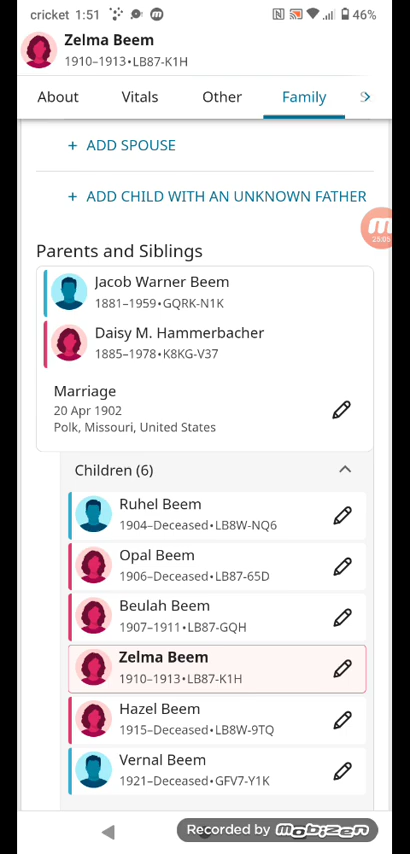 cricket 1:51
46%
Zelma Beem
1910–1913•LB87-K1H
About Vitals Other Family
+ ADD SPOUSE
+ ADD CHILD WITH AN UNKNOWN FATHER
23:05
Parents and Siblings
Jacob Warner Beem
1881–1959•GQRK-N1K
Daisy M. Hammerbacher
1885–1978•K8KG-V37
Marriage
20 Apr 1902
Polk, Missouri, United States
Children (6)
Ruhel Beem
1904–Deceased•LB8W-NQ6
Opal Beem
1906–Deceased•LB87-65D
Beulah Beem
1907–1911•LB87-GQH
Zelma Beem
1910–1913•LB87-K1H
Hazel Beem
1915–Deceased•LB8W-9TQ
Vernal Beem
1921–Deceased•GFV7-Y1K
Recorded by mobizen